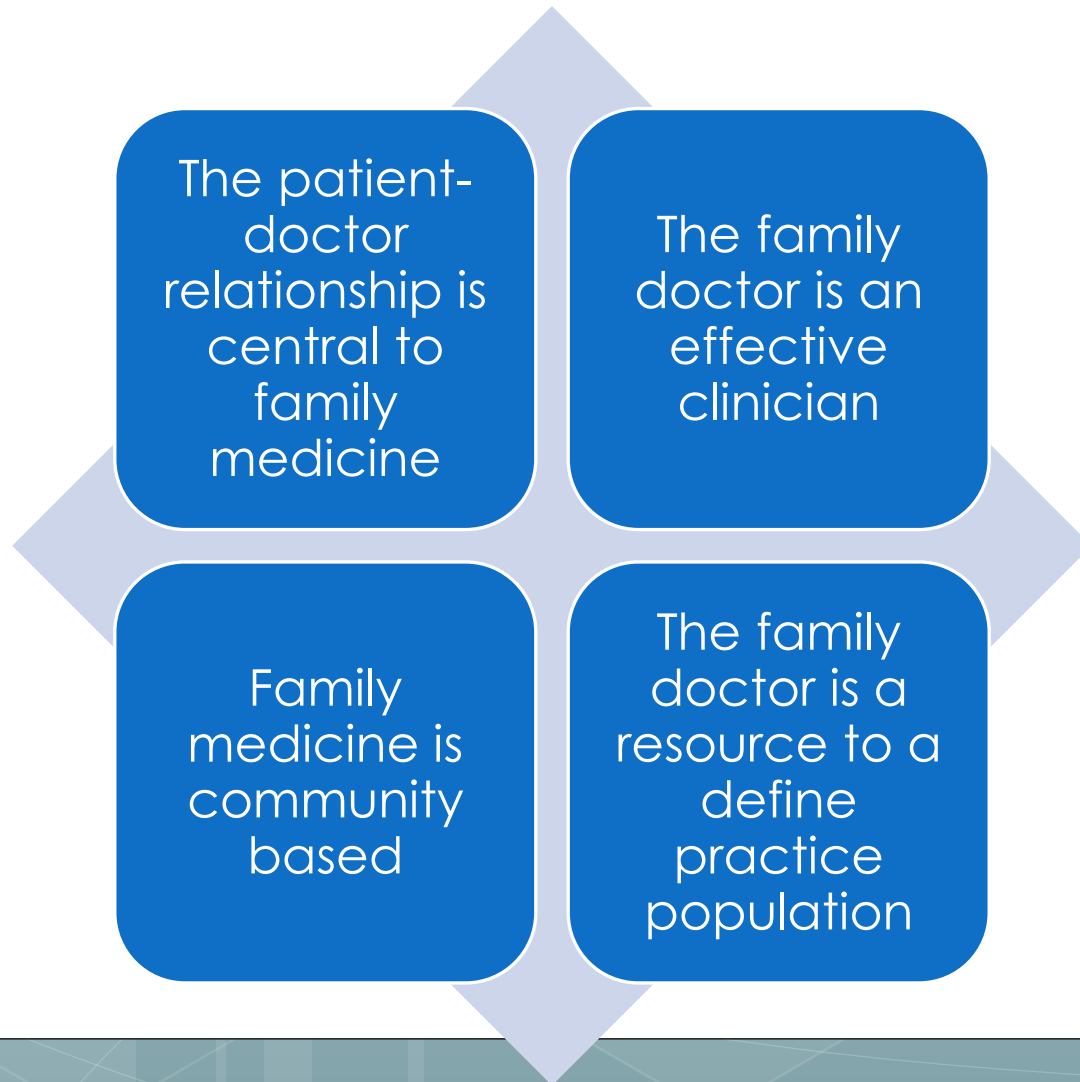 The patient-
doctor
relationship is
central to
family
medicine
The family
doctor is an
effective
clinician
Family
medicine is
community
based
The family
doctor is a
resource to a
define
practice
population